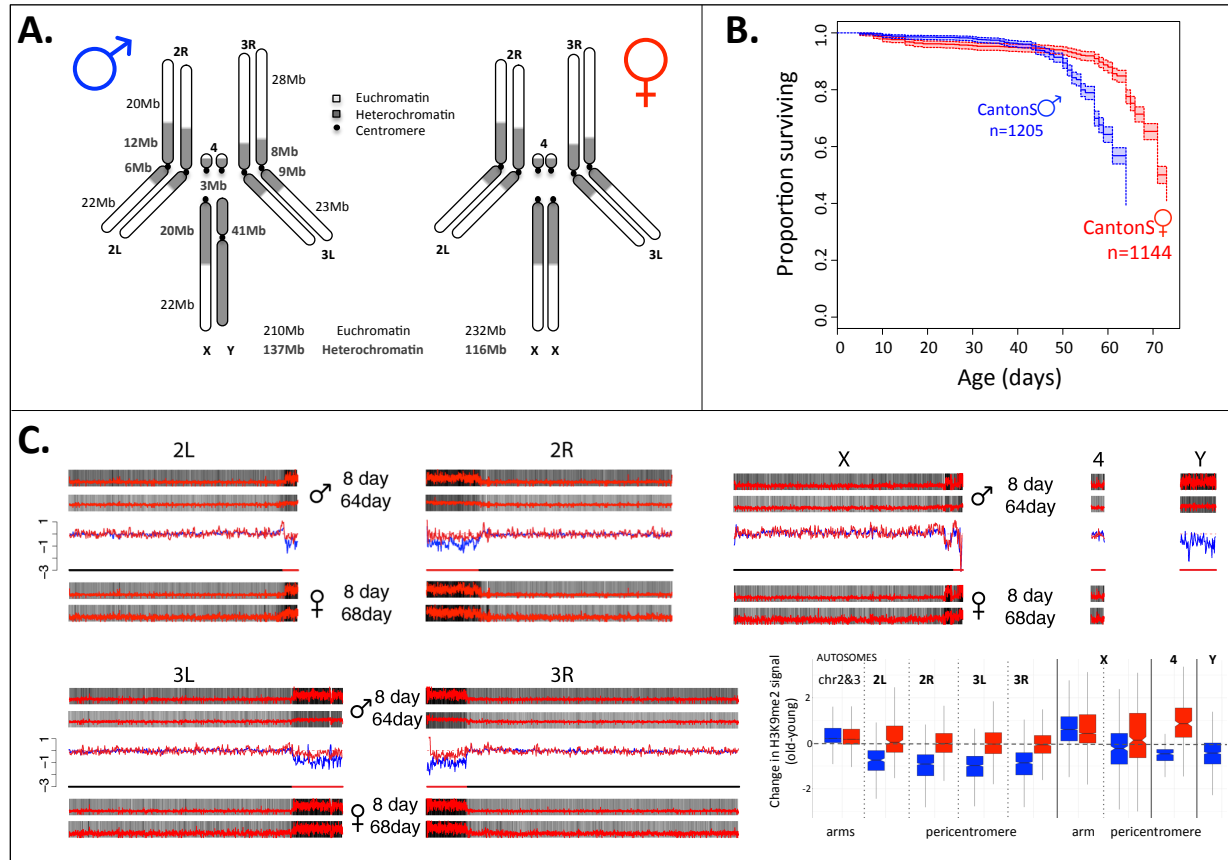 A.
2R
3R
20Mb
28Mb
Euchromatin
Heterochromatin
Centromere
12Mb
4
8Mb
6Mb
9Mb
3Mb
22Mb
23Mb
2L
20Mb
41Mb
3L
22Mb
210Mb Euchromatin 232Mb
137Mb Heterochromatin 116Mb
X Y
X X
2R
3R
4
2L
3L
B.
Proportion surviving
1.0
0.8
0.6
0.4
0.2
0.0
CantonS♂
n=1205
CantonS♀
n=1144
0 10 20 30 40 50 60 70
Age (days)
C.
2L
2R
X
4
Y
♂ 8 day
64day
♂ 8 day
64day
1
-1
-3
♀ 8 day
68day
♀ 8 day
68day
3L
3R
♂ 8 day
64day
1
-1
-3
♀ 8 day
68day
Change in H3K9me2 signal
(old-young)
AUTOSOMES
chr2&3
2L
2R
3L
3R
X
4
Y
2
0
-2
arms
pericentromere
arm
pericentromere